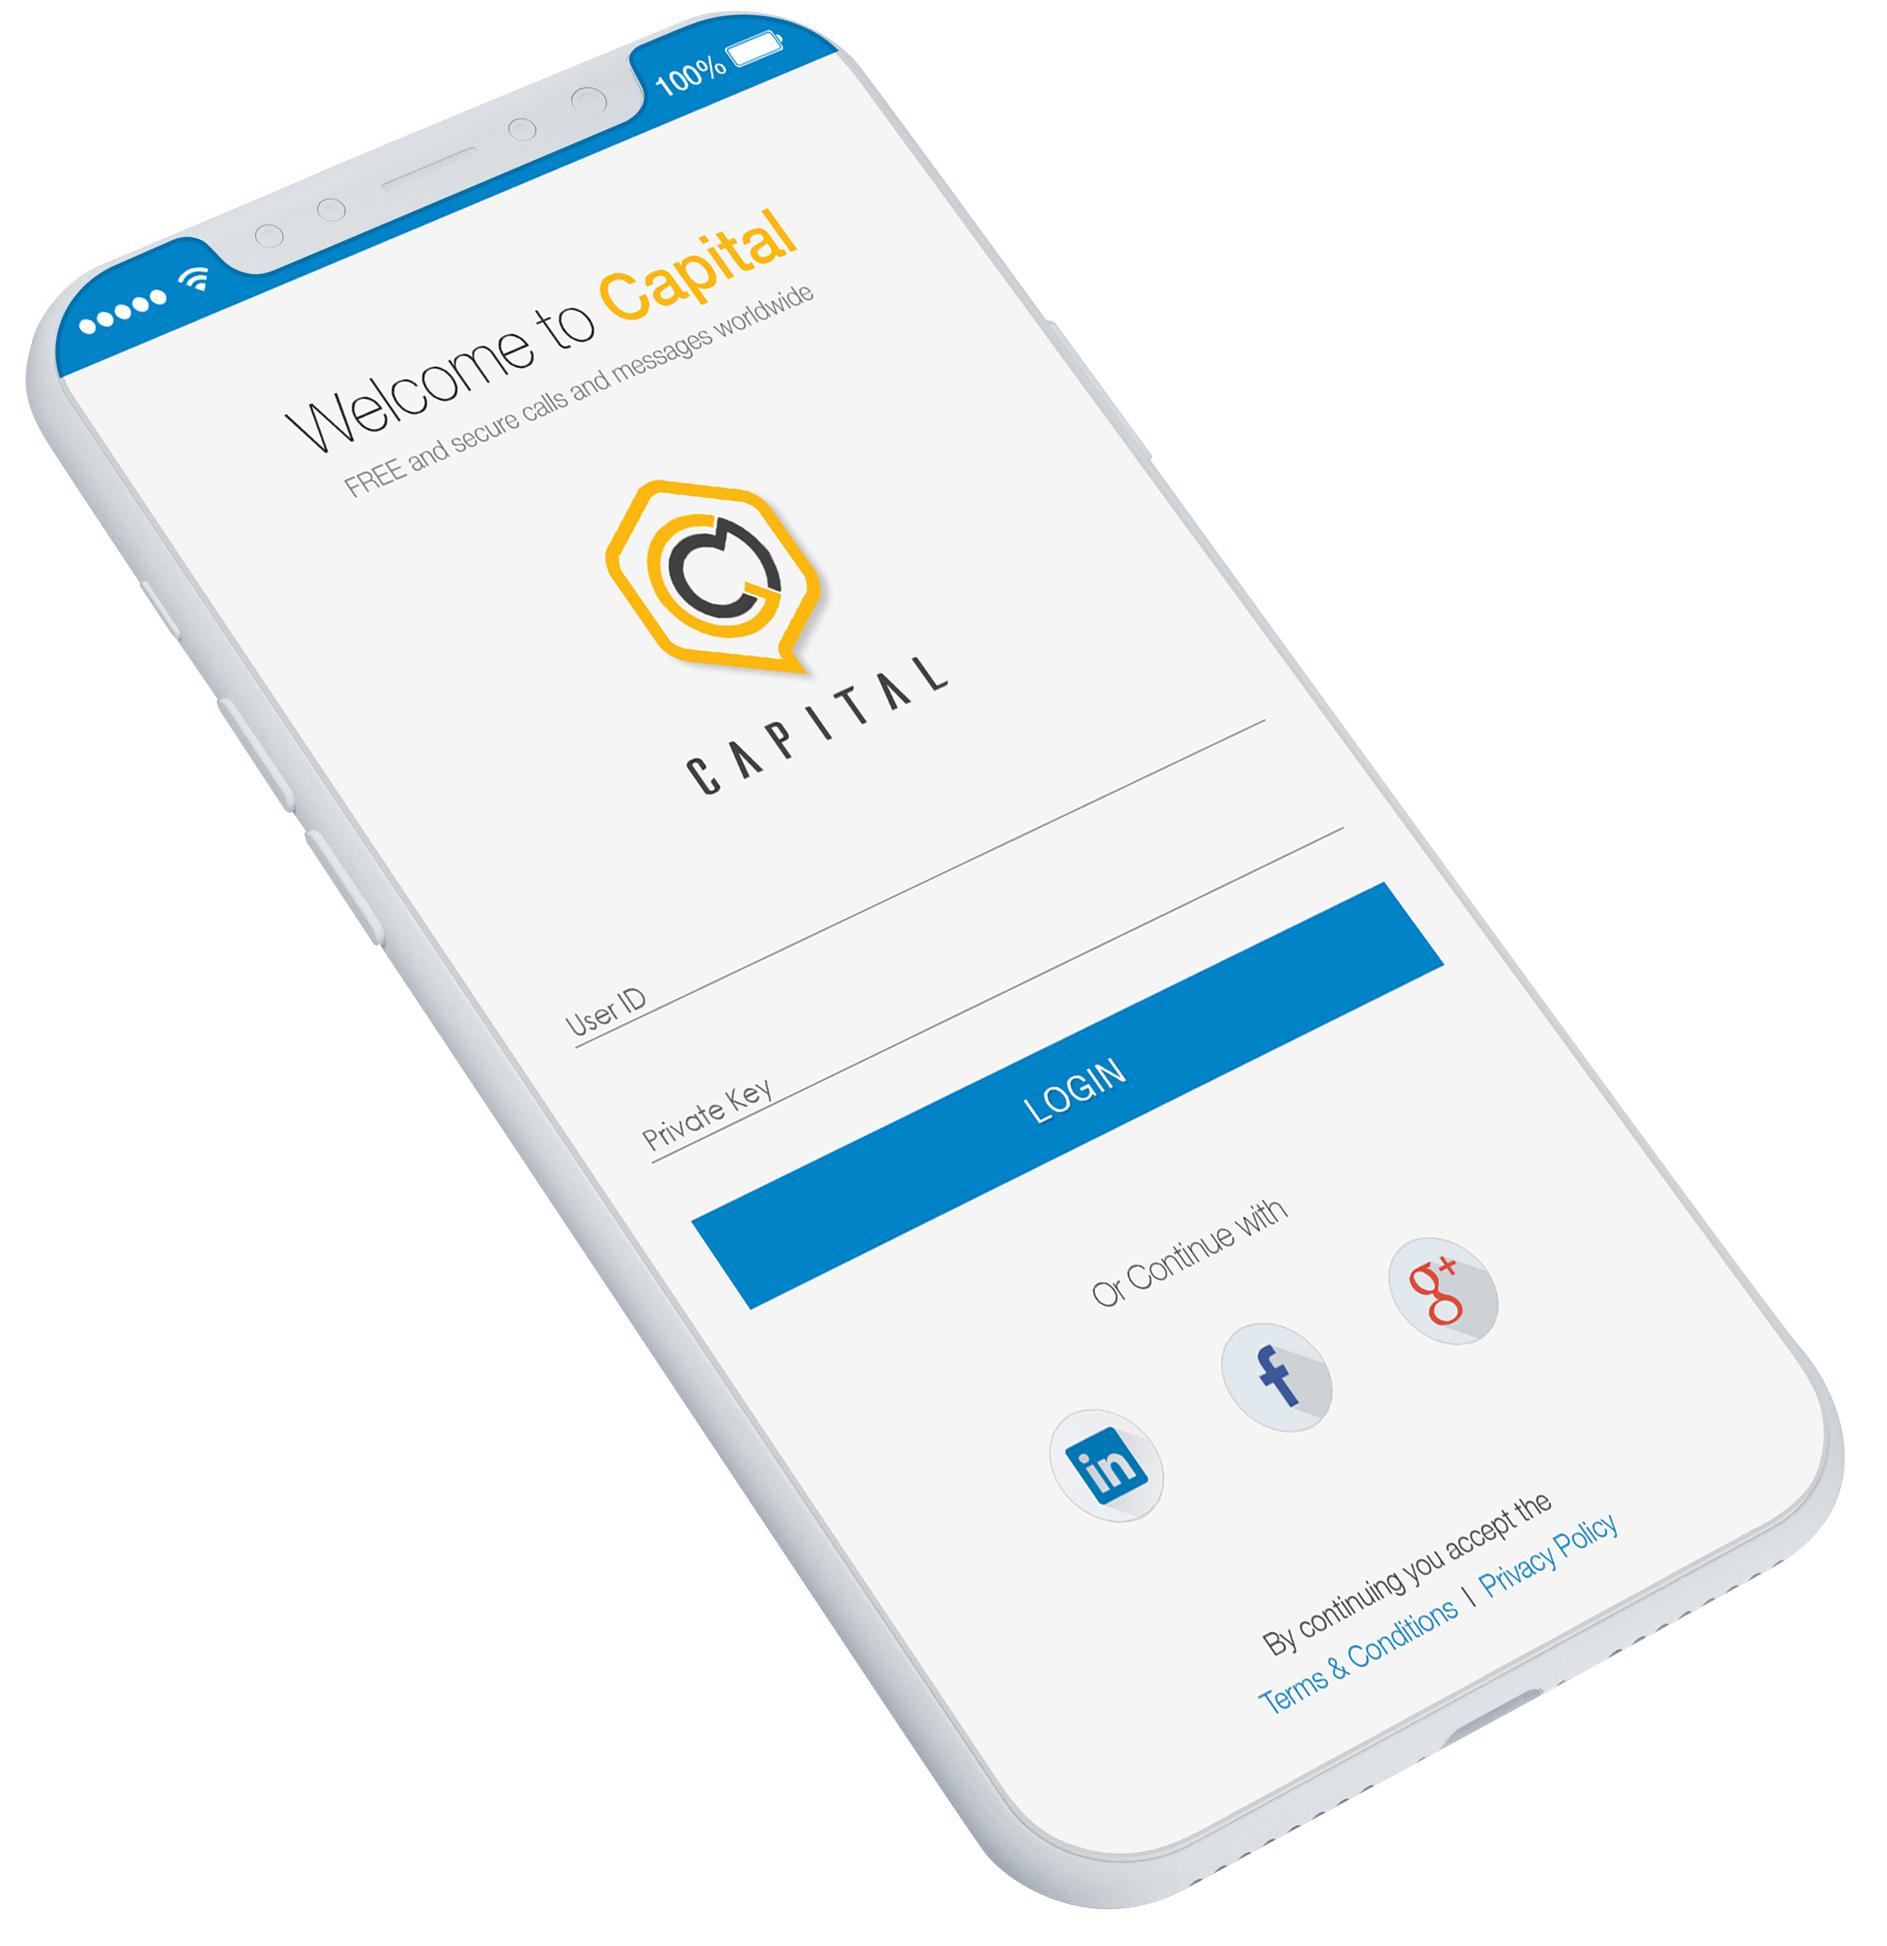 100%
Welcome to Capital
FREE and secure calls and messages worldwide
CAPITAL
User ID
Private Key
LOGIN
Or Continue with
in
f
g+
By continuing you accept the
Terms & Conditions | Privacy Policy